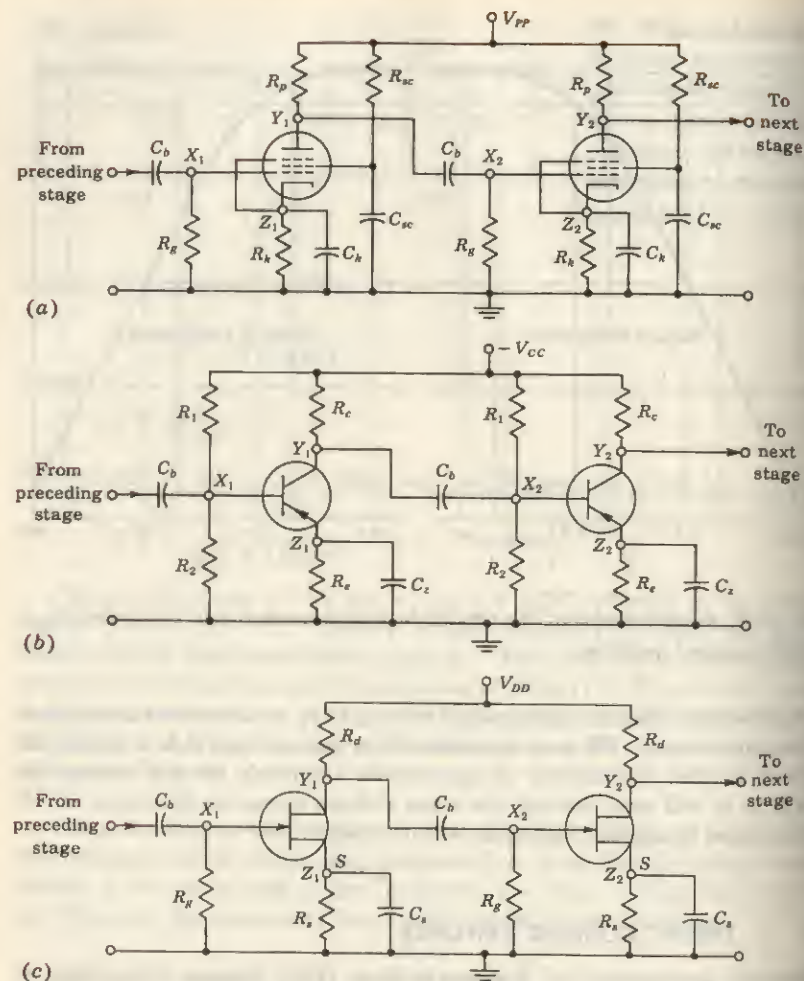 V_PP
R_p R_sc R_p R_sc
Y_1 Y_2 To next stage
From preceding stage C_b X_1 C_b X_2
Z_1 C_sc Z_2 C_sc
R_g R_k C_k R_g R_k C_k
(a)
-V_CC
R_1 R_c R_1 R_c
Y_1 Y_2 To next stage
From preceding stage C_b X_1 C_b X_2
Z_1 Z_2
R_2 R_e C_z R_2 R_e C_z
(b)
V_DD
R_d R_d
Y_1 Y_2 To next stage
From preceding stage C_b X_1 C_b X_2
Z_1 S Z_2 S
R_g R_s C_s R_g R_s C_s
(c)